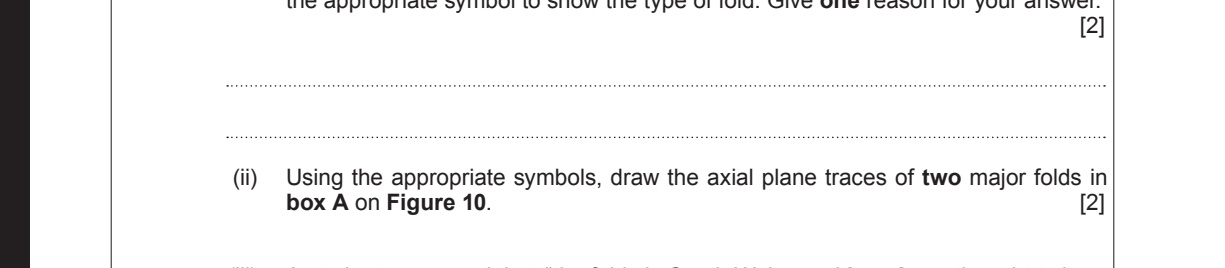 the appropriate symbol to show the type of fold. Give one reason for your answer.
[2]
(ii) Using the appropriate symbols, draw the axial plane traces of two major folds in
box A on Figure 10. [2]